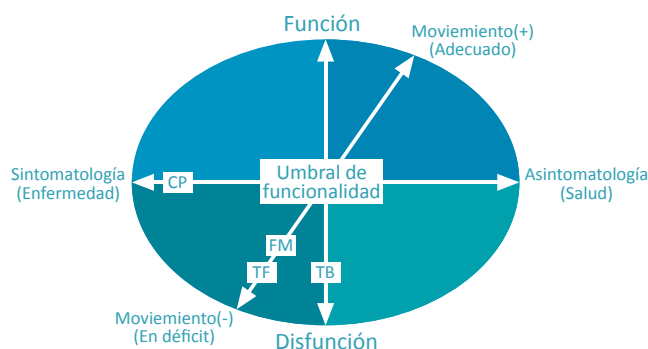 Función
Moviemiento(+)
(Adecuado)
Sintomatología
(Enfermedad)
CP
Umbral de
funcionalidad
Asintomatología
(Salud)
FM
TF
TB
Moviemiento(-)
(En déficit)
Disfunción